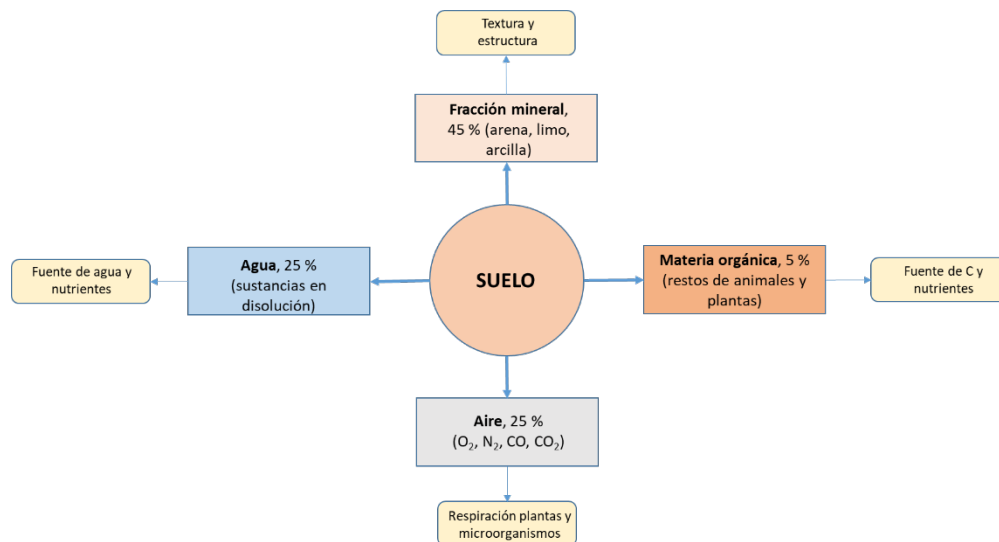 Textura y
estructura
Fracción mineral,
45 % (arena, limo,
arcilla)
Fuente de agua y
nutrientes
Agua, 25 %
(sustancias en
disolución)
SUELO
Materia orgánica, 5 %
(restos de animales y
plantas)
Fuente de C y
nutrientes
Aire, 25 %
(O₂, N₂, CO, CO₂)
Respiración plantas y
microorganismos